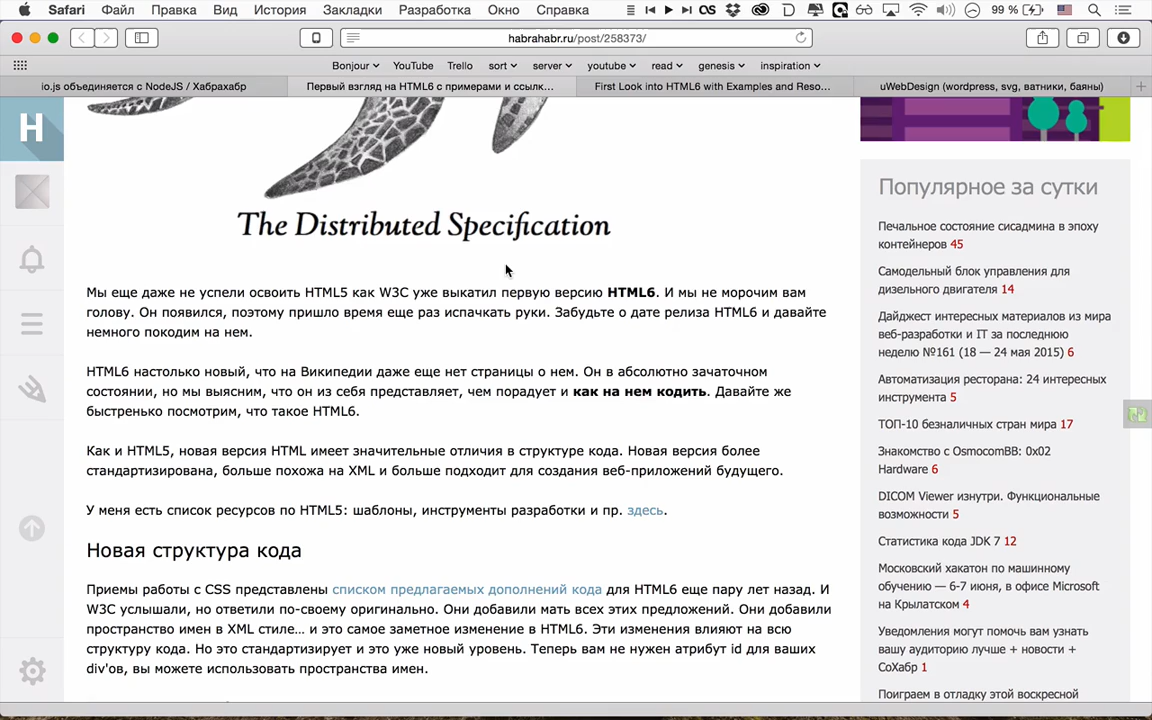 Safari Файл Правка Вид История Закладки Разработка Окно Справка 99 %
habrahabr.ru/post/258373/
Bonjour YouTube Trello sort server youtube read genesis inspiration
io.js объединяется с NodeJS / Хабрахабр
Первый взгляд на HTML6 с примерами и ссылк...
First Look into HTML6 with Examples and Reso...
uWebDesign (wordpress, svg, ватники, баяны)
H
The Distributed Specification
Мы еще даже не успели освоить HTML5 как W3C уже выкатил первую версию HTML6. И мы не морочим вам
голову. Он появился, поэтому пришло время еще раз испачкать руки. Забудьте о дате релиза HTML6 и давайте
немного покодим на нем.
HTML6 настолько новый, что на Википедии даже еще нет страницы о нем. Он в абсолютно зачаточном
состоянии, но мы выясним, что он из себя представляет, чем порадует и как на нем кодить. Давайте же
быстренько посмотрим, что такое HTML6.
Как и HTML5, новая версия HTML имеет значительные отличия в структуре кода. Новая версия более
стандартизирована, больше похожа на XML и больше подходит для создания веб-приложений будущего.
У меня есть список ресурсов по HTML5: шаблоны, инструменты разработки и пр. здесь.
Новая структура кода
Приемы работы с CSS представлены списком предлагаемых дополнений кода для HTML6 еще пару лет назад. И
W3C услышали, но ответили по-своему оригинально. Они добавили мать всех этих предложений. Они добавили
пространство имен в XML стиле... и это самое заметное изменение в HTML6. Эти изменения влияют на всю
структуру кода. Но это стандартизирует и это уже новый уровень. Теперь вам не нужен атрибут id для ваших
div'ов, вы можете использовать пространства имен.
Популярное за сутки
Печальное состояние сисадмина в эпоху
контейнеров 45
Самодельный блок управления для
дизельного двигателя 14
Дайджест интересных материалов из мира
веб-разработки и IT за последнюю
неделю №161 (18 — 24 мая 2015) 6
Автоматизация ресторана: 24 интересных
инструмента 5
ТОП-10 безналичных стран мира 17
Знакомство с OsmocomBB: 0x02
Hardware 6
DICOM Viewer изнутри. Функциональные
возможности 5
Статистика кода JDK 7 12
Московский хакатон по машинному
обучению — 6-7 июня, в офисе Microsoft
на Крылатском 4
Уведомления могут помочь вам узнать
вашу аудиторию лучше + новости +
СоХабр 1
Поиграем в отладку этой воскресной